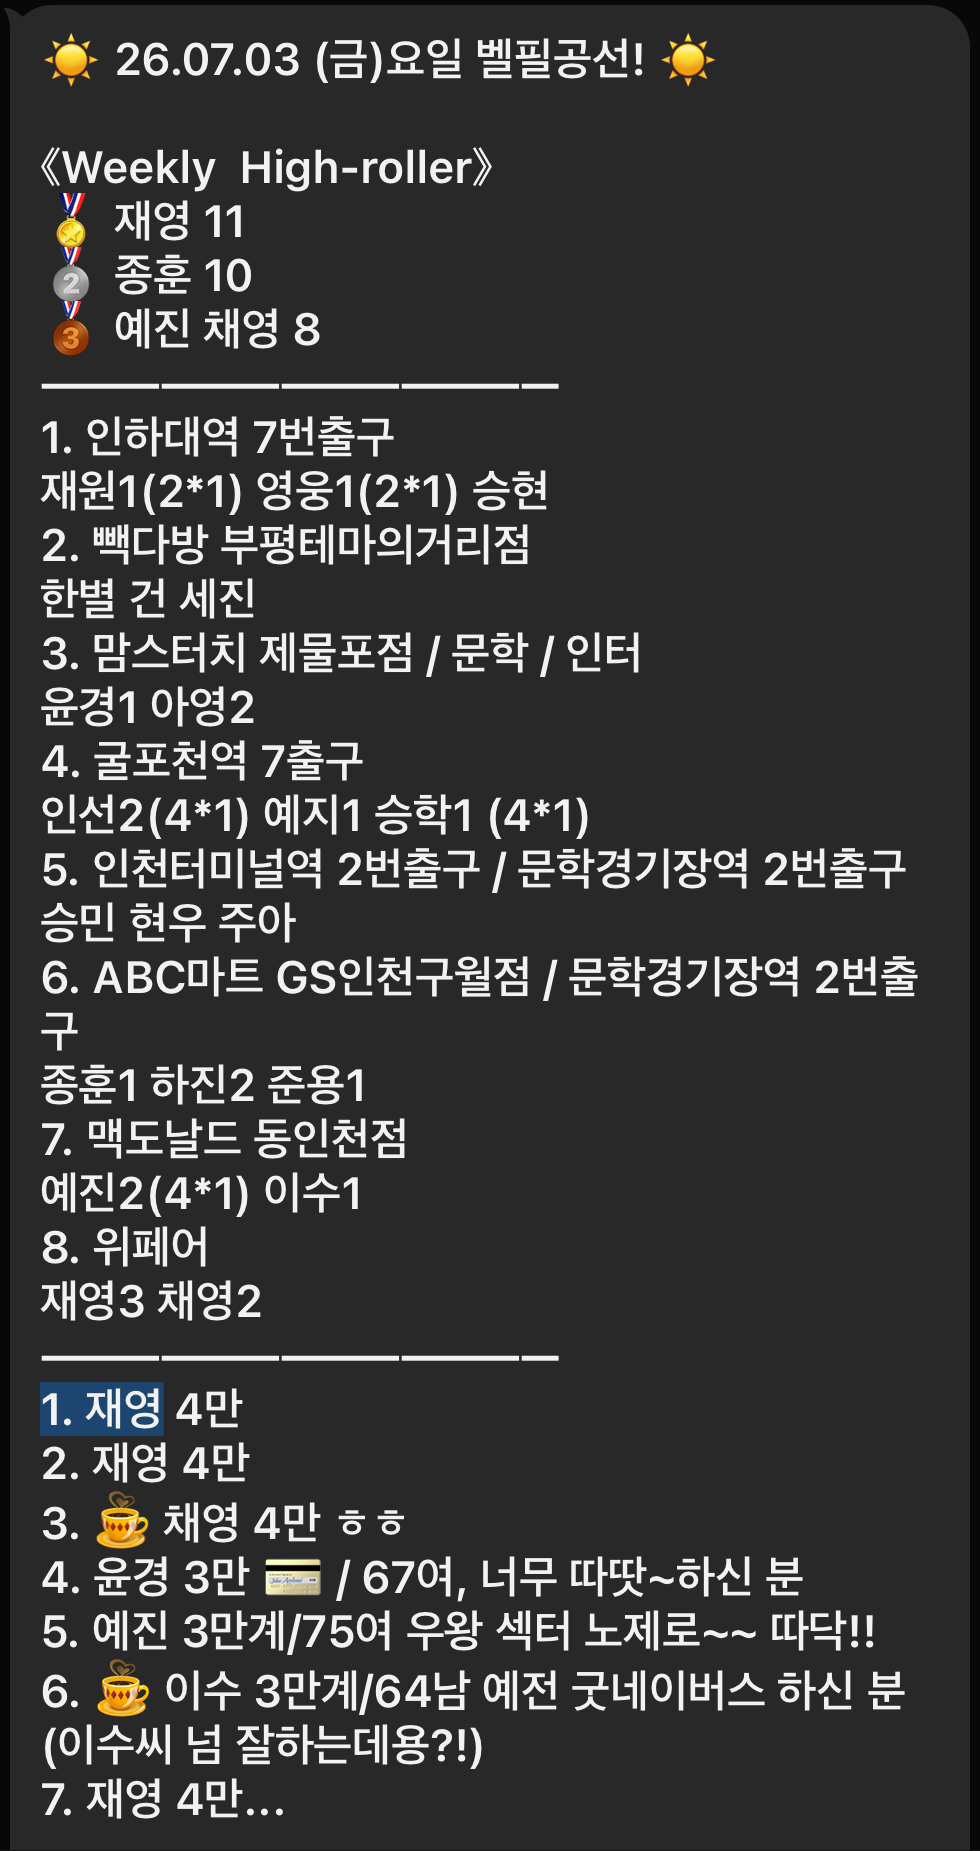 ☀️ 26.07.03 (금)요일 벨필공선! ☀️
《Weekly  High-roller》
🥇 재영 11
🥈 종훈 10
🥉 예진 채영 8
—————————————
1. 인하대역 7번출구
재원1(2*1) 영웅1(2*1) 승현
2. 빽다방 부평테마의거리점
한별 건 세진
3. 맘스터치 제물포점 / 문학 / 인터
윤경1 아영2
4. 굴포천역 7출구
인선2(4*1) 예지1 승학1 (4*1)
5. 인천터미널역 2번출구 / 문학경기장역 2번출구
승민 현우 주아
6. ABC마트 GS인천구월점 / 문학경기장역 2번출
구
종훈1 하진2 준용1
7. 맥도날드 동인천점
예진2(4*1) 이수1
8. 위페어
재영3 채영2
—————————————
1. 재영 4만
2. 재영 4만
3. ☕ 채영 4만 ㅎㅎ
4. 윤경 3만 💳 / 67여, 너무 따땃~하신 분
5. 예진 3만계/75여 우왕 섹터 노제로~~ 따닥!!
6. ☕ 이수 3만계/64남 예전 굿네이버스 하신 분
(이수씨 넘 잘하는데용?!)
7. 재영 4만...